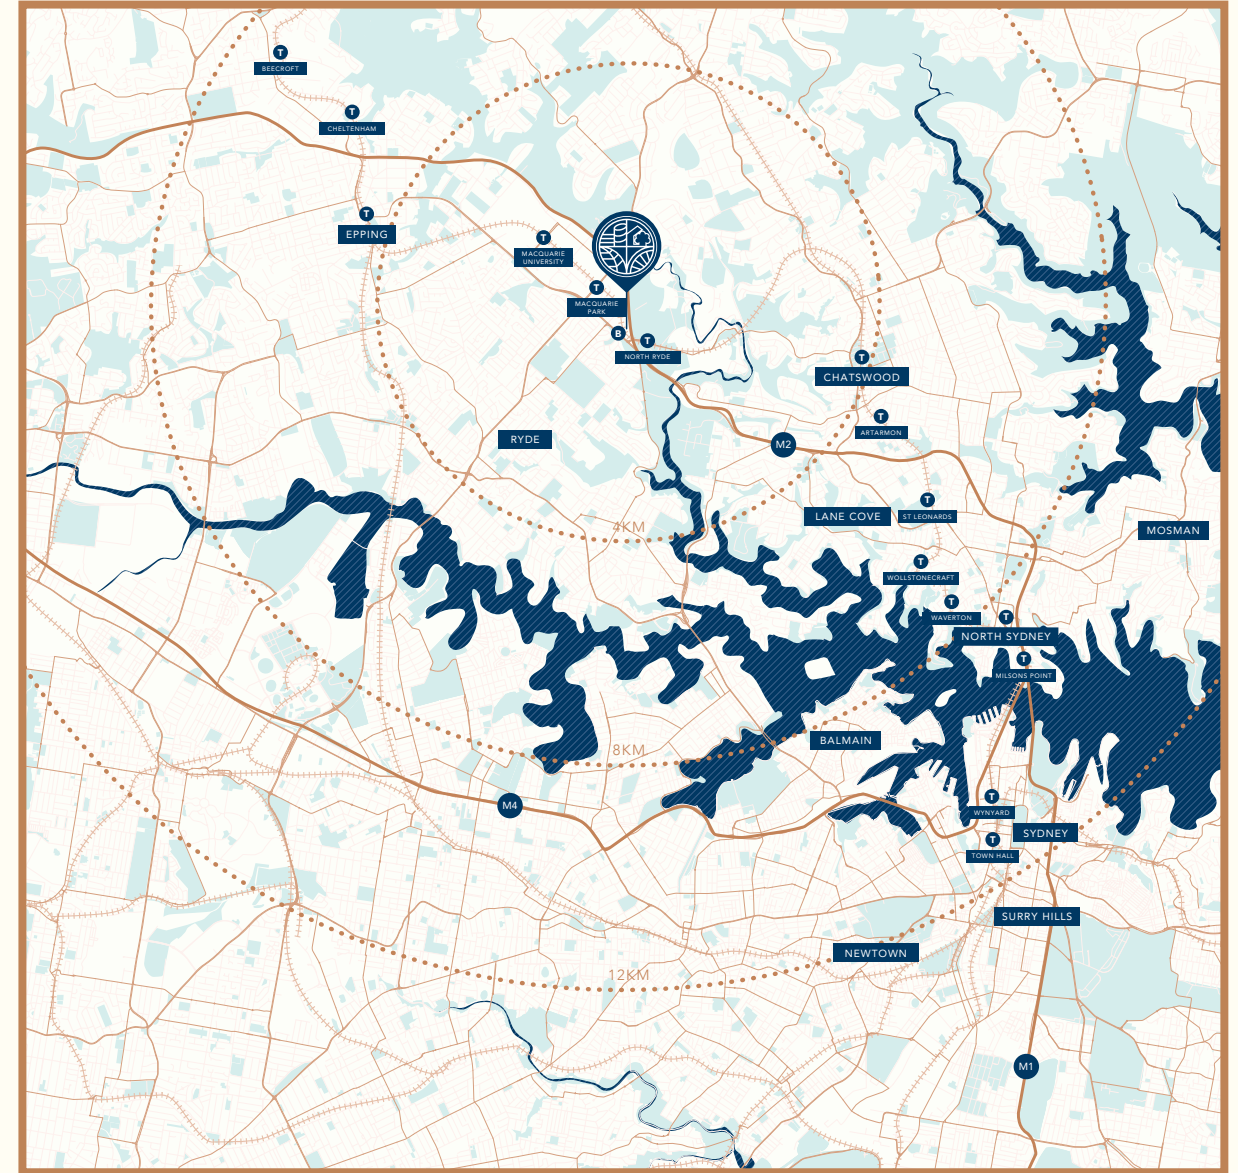 T
BEECROFT
T
CHELTENHAM
T
EPPING
T
MACQUARIE
UNIVERSITY
T
MACQUARIE
PARK
B
T
NORTH RYDE
T
CHATSWOOD
T
ARTARMON
RYDE
M2
T
LANE COVE
ST LEONARDS
4KM
MOSMAN
T
WOLLSTONECRAFT
T
WAVERTON
T
NORTH SYDNEY
T
MILSONS POINT
BALMAIN
8KM
M4
T
WYNYARD
SYDNEY
T
TOWN HALL
SURRY HILLS
NEWTOWN
12KM
M1